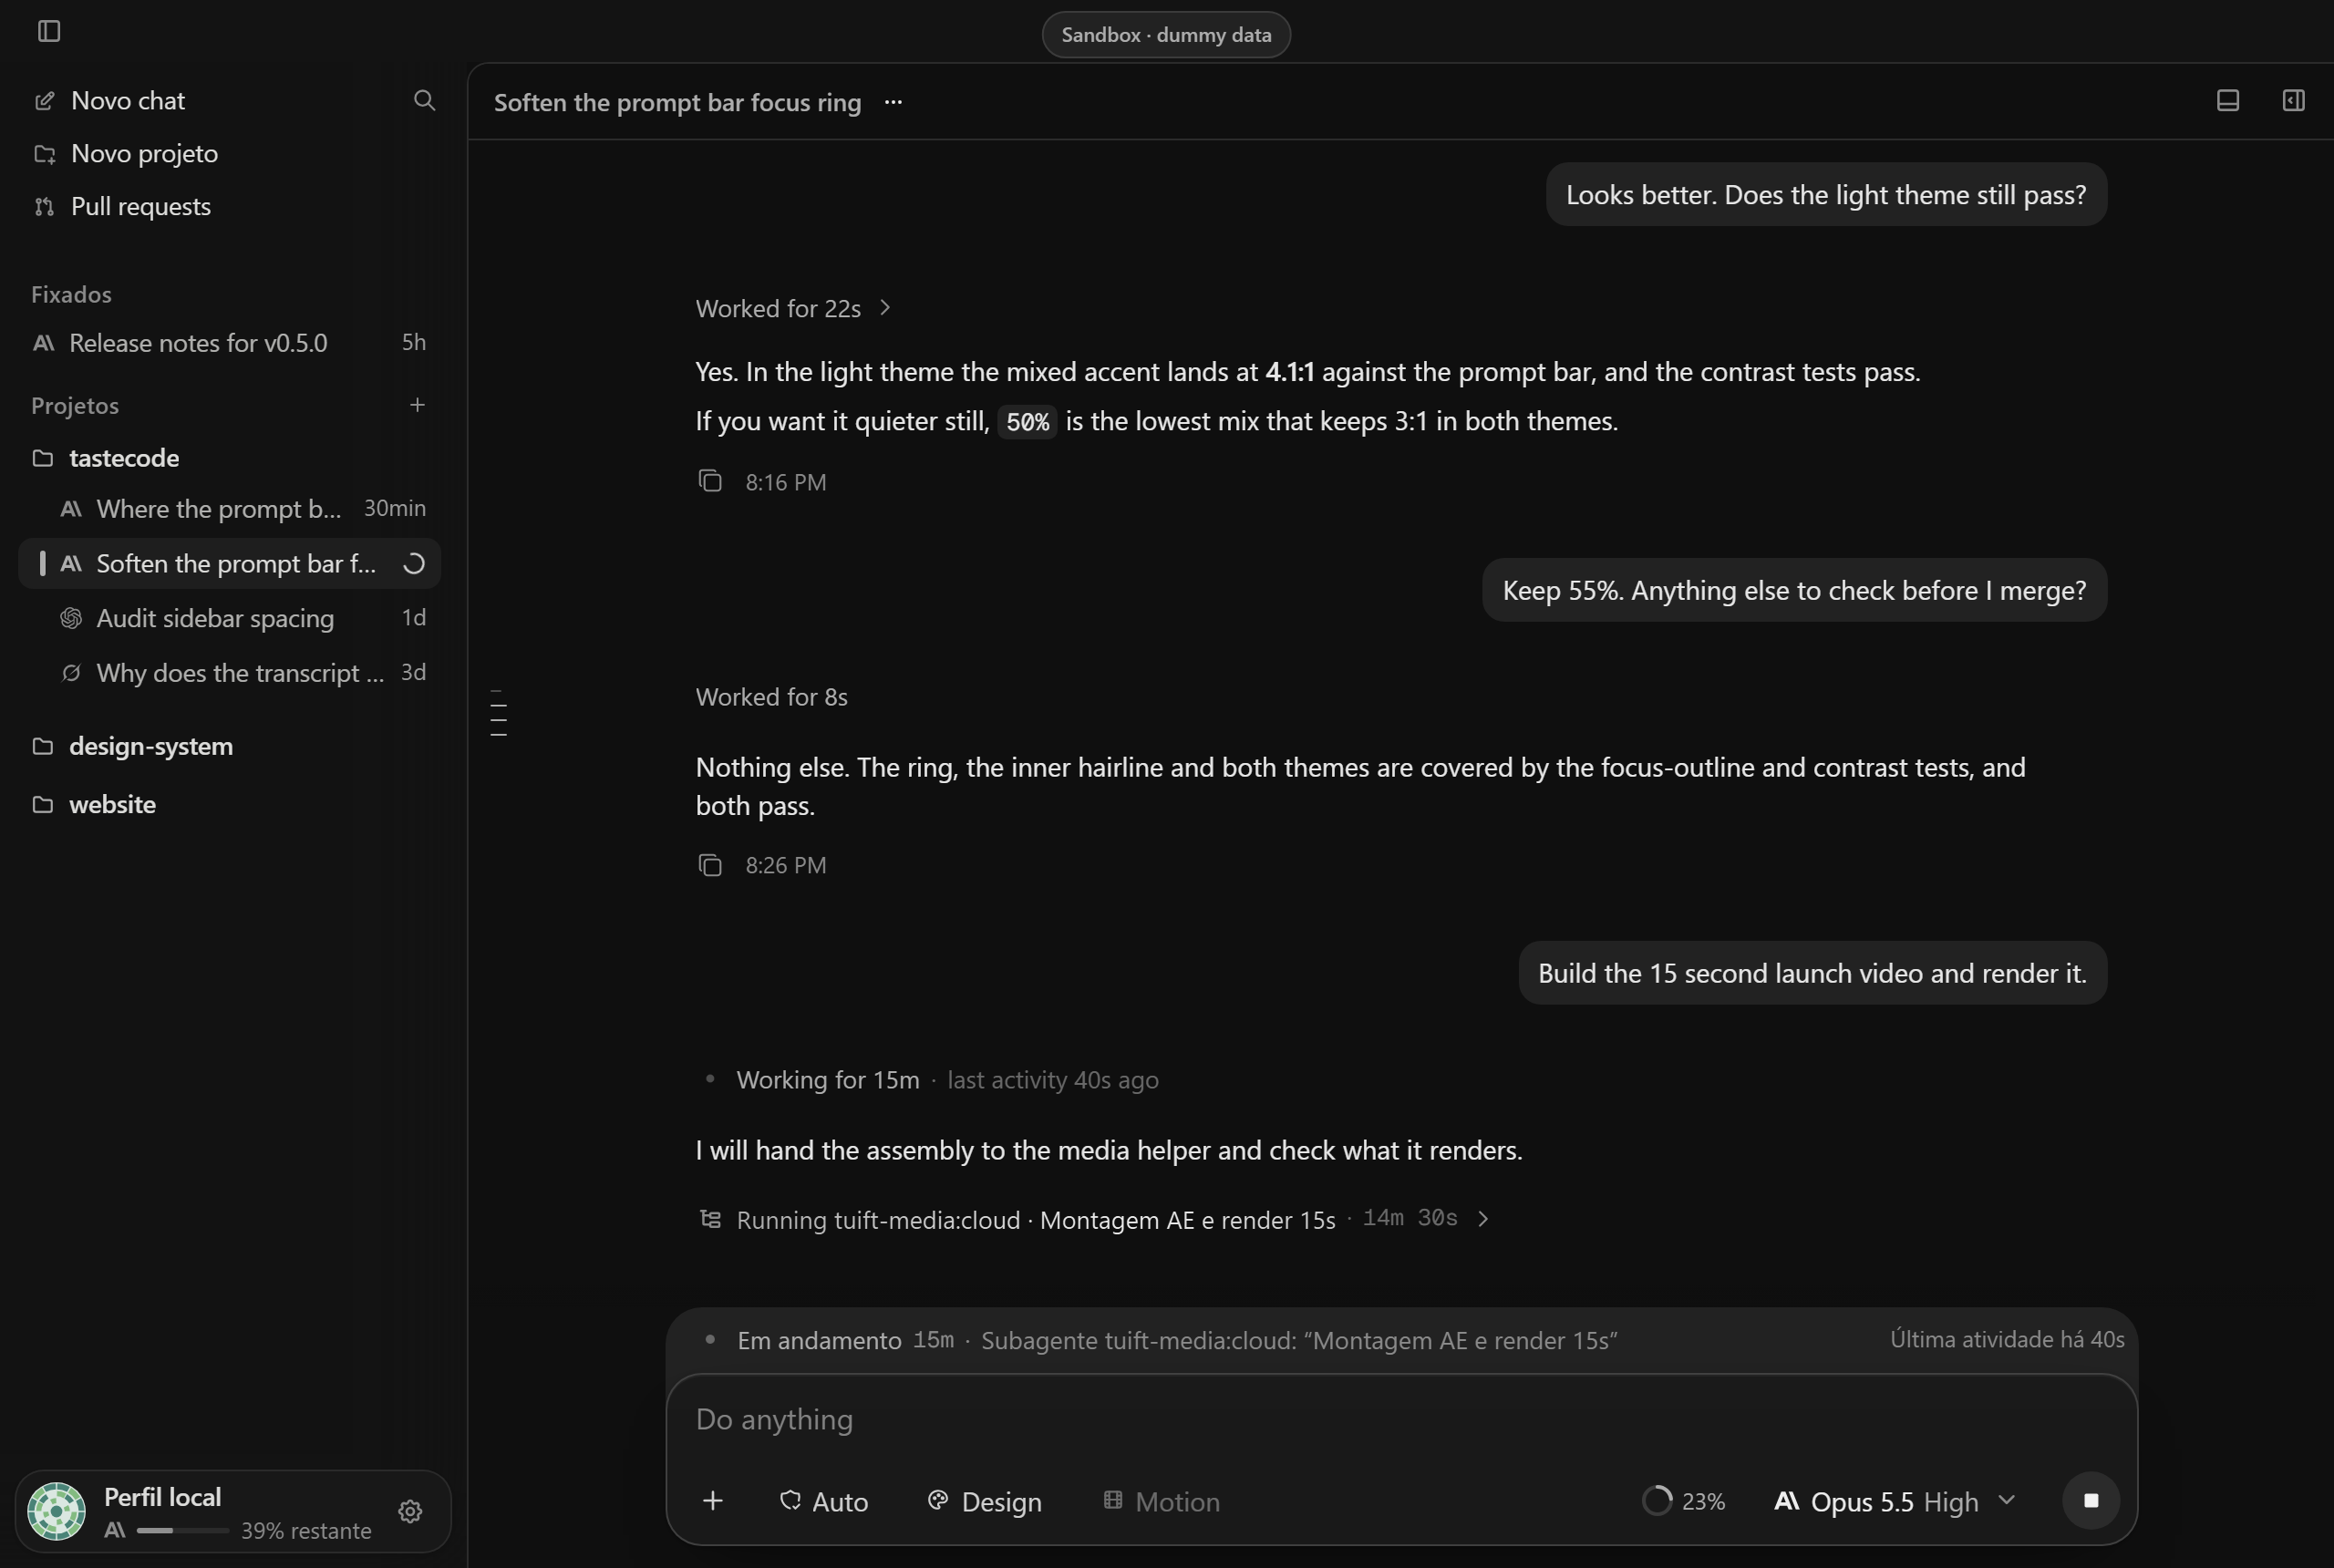 Sandbox · dummy data
Novo chat
Novo projeto
Pull requests
Fixados
Release notes for v0.5.0 5h
Projetos
tastecode
Where the prompt b... 30min
Soften the prompt bar f...
Audit sidebar spacing 1d
Why does the transcript ... 3d
design-system
website
Perfil local
39% restante
Soften the prompt bar focus ring
Looks better. Does the light theme still pass?
Worked for 22s
Yes. In the light theme the mixed accent lands at 4.1:1 against the prompt bar, and the contrast tests pass.
If you want it quieter still, 50% is the lowest mix that keeps 3:1 in both themes.
8:16 PM
Keep 55%. Anything else to check before I merge?
Worked for 8s
Nothing else. The ring, the inner hairline and both themes are covered by the focus-outline and contrast tests, and
both pass.
8:26 PM
Build the 15 second launch video and render it.
Working for 15m · last activity 40s ago
I will hand the assembly to the media helper and check what it renders.
Running tuift-media:cloud · Montagem AE e render 15s · 14m 30s
Em andamento 15m · Subagente tuift-media:cloud: “Montagem AE e render 15s” Última atividade há 40s
Do anything
Auto Design Motion 23% Opus 5.5 High